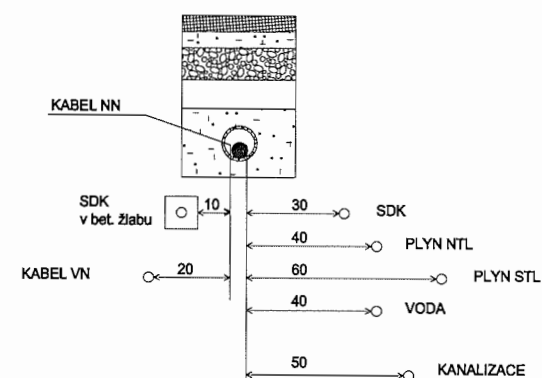 KABEL NN
SDK
v bet. žlabu
10
30
SDK
40
PLYN NTL
KABEL VN
20
60
PLYN STL
40
VODA
50
KANALIZACE